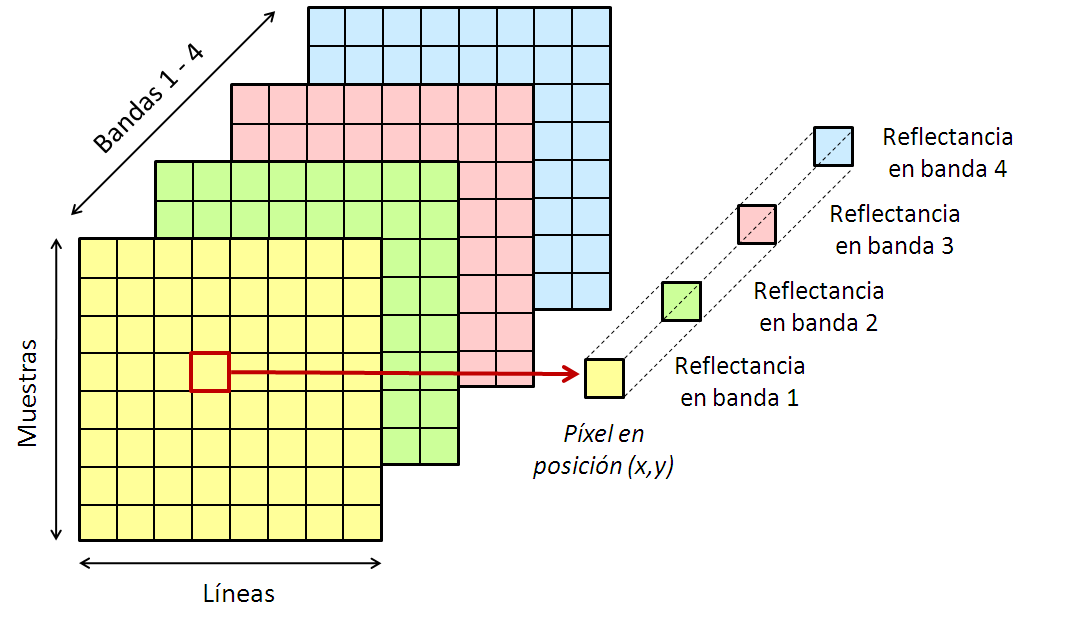 Bandas 1 - 4
Reflectancia
en banda 4
Reflectancia
en banda 3
Reflectancia
en banda 2
Reflectancia
en banda 1
Muestras
Píxel en
posición (x,y)
Líneas